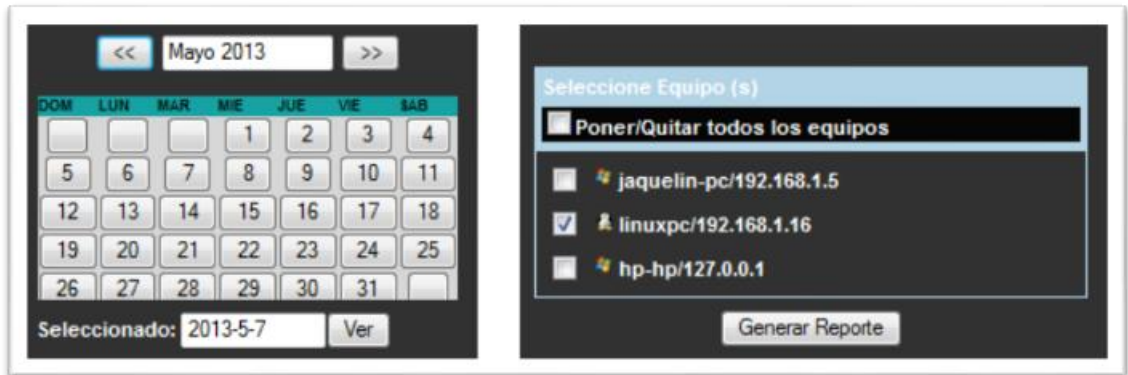 << Mayo 2013 >>
DOM LUN MAR MIE JUE VIE SAB
1 2 3 4
5 6 7 8 9 10 11
12 13 14 15 16 17 18
19 20 21 22 23 24 25
26 27 28 29 30 31
Seleccionado: 2013-5-7 Ver
Seleccione Equipo (s)
Poner/Quitar todos los equipos
jaquelin-pc/192.168.1.5
linuxpc/192.168.1.16
hp-hp/127.0.0.1
Generar Reporte